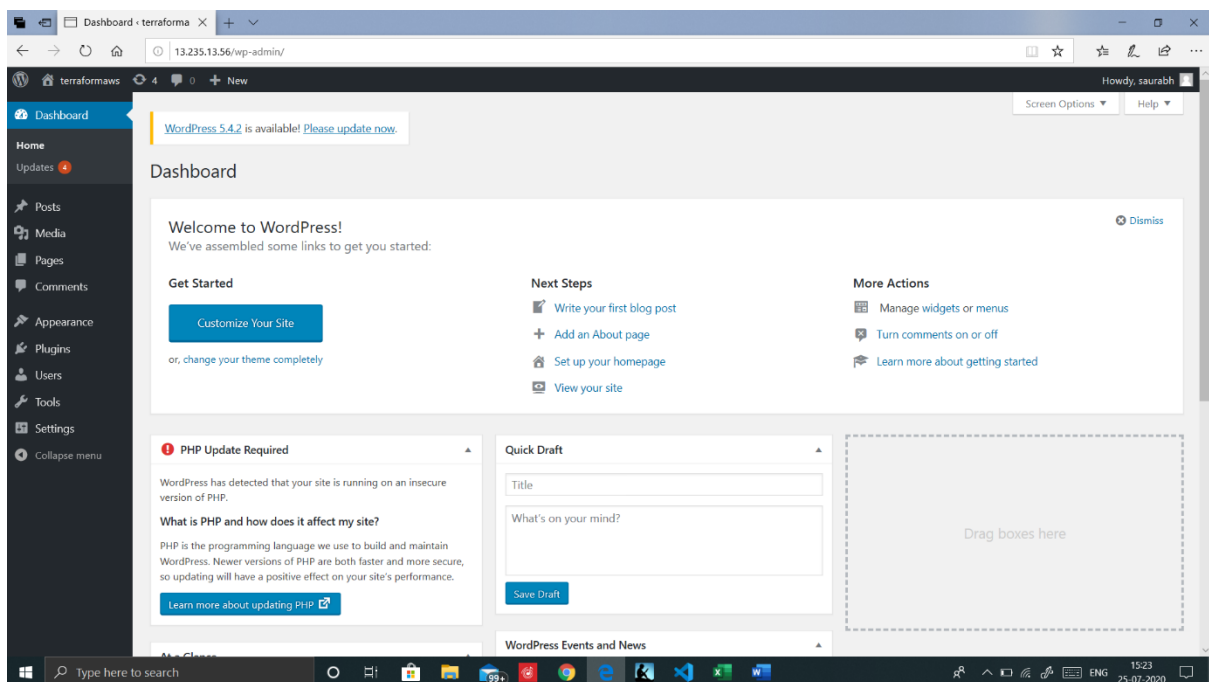 Dashboard ‹ terraforma
13.235.13.56/wp-admin/
terraformaws 4 0 New
Howdy, saurabh
Screen Options Help
Dashboard
Home
Updates 4
Posts
Media
Pages
Comments
Appearance
Plugins
Users
Tools
Settings
Collapse menu
WordPress 5.4.2 is available! Please update now.
Dashboard
Welcome to WordPress!
We've assembled some links to get you started:
Dismiss
Get Started
Customize Your Site
or, change your theme completely
Next Steps
Write your first blog post
Add an About page
Set up your homepage
View your site
More Actions
Manage widgets or menus
Turn comments on or off
Learn more about getting started
PHP Update Required
WordPress has detected that your site is running on an insecure
version of PHP.
What is PHP and how does it affect my site?
PHP is the programming language we use to build and maintain
WordPress. Newer versions of PHP are both faster and more secure,
so updating will have a positive effect on your site's performance.
Learn more about updating PHP
At a Glance
Quick Draft
Title
What's on your mind?
Save Draft
WordPress Events and News
Drag boxes here
Type here to search
99+
ENG
15:23
25-07-2020